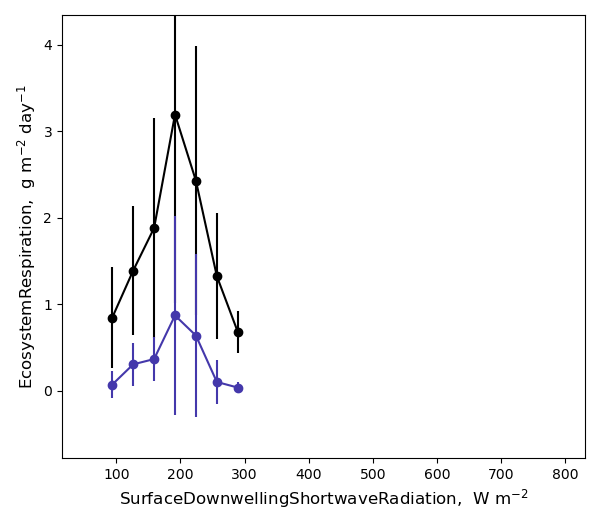 4
3
2
1
0
EcosystemRespiration, g m⁻² day⁻¹
100 200 300 400 500 600 700 800
SurfaceDownwellingShortwaveRadiation, W m⁻²